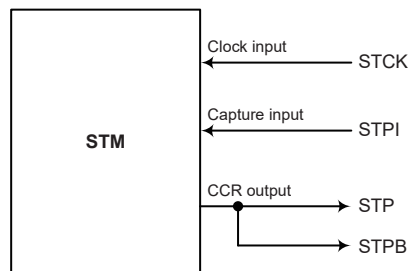 Clock input
STCK
Capture input
STPI
STM
CCR output
STP
STPB